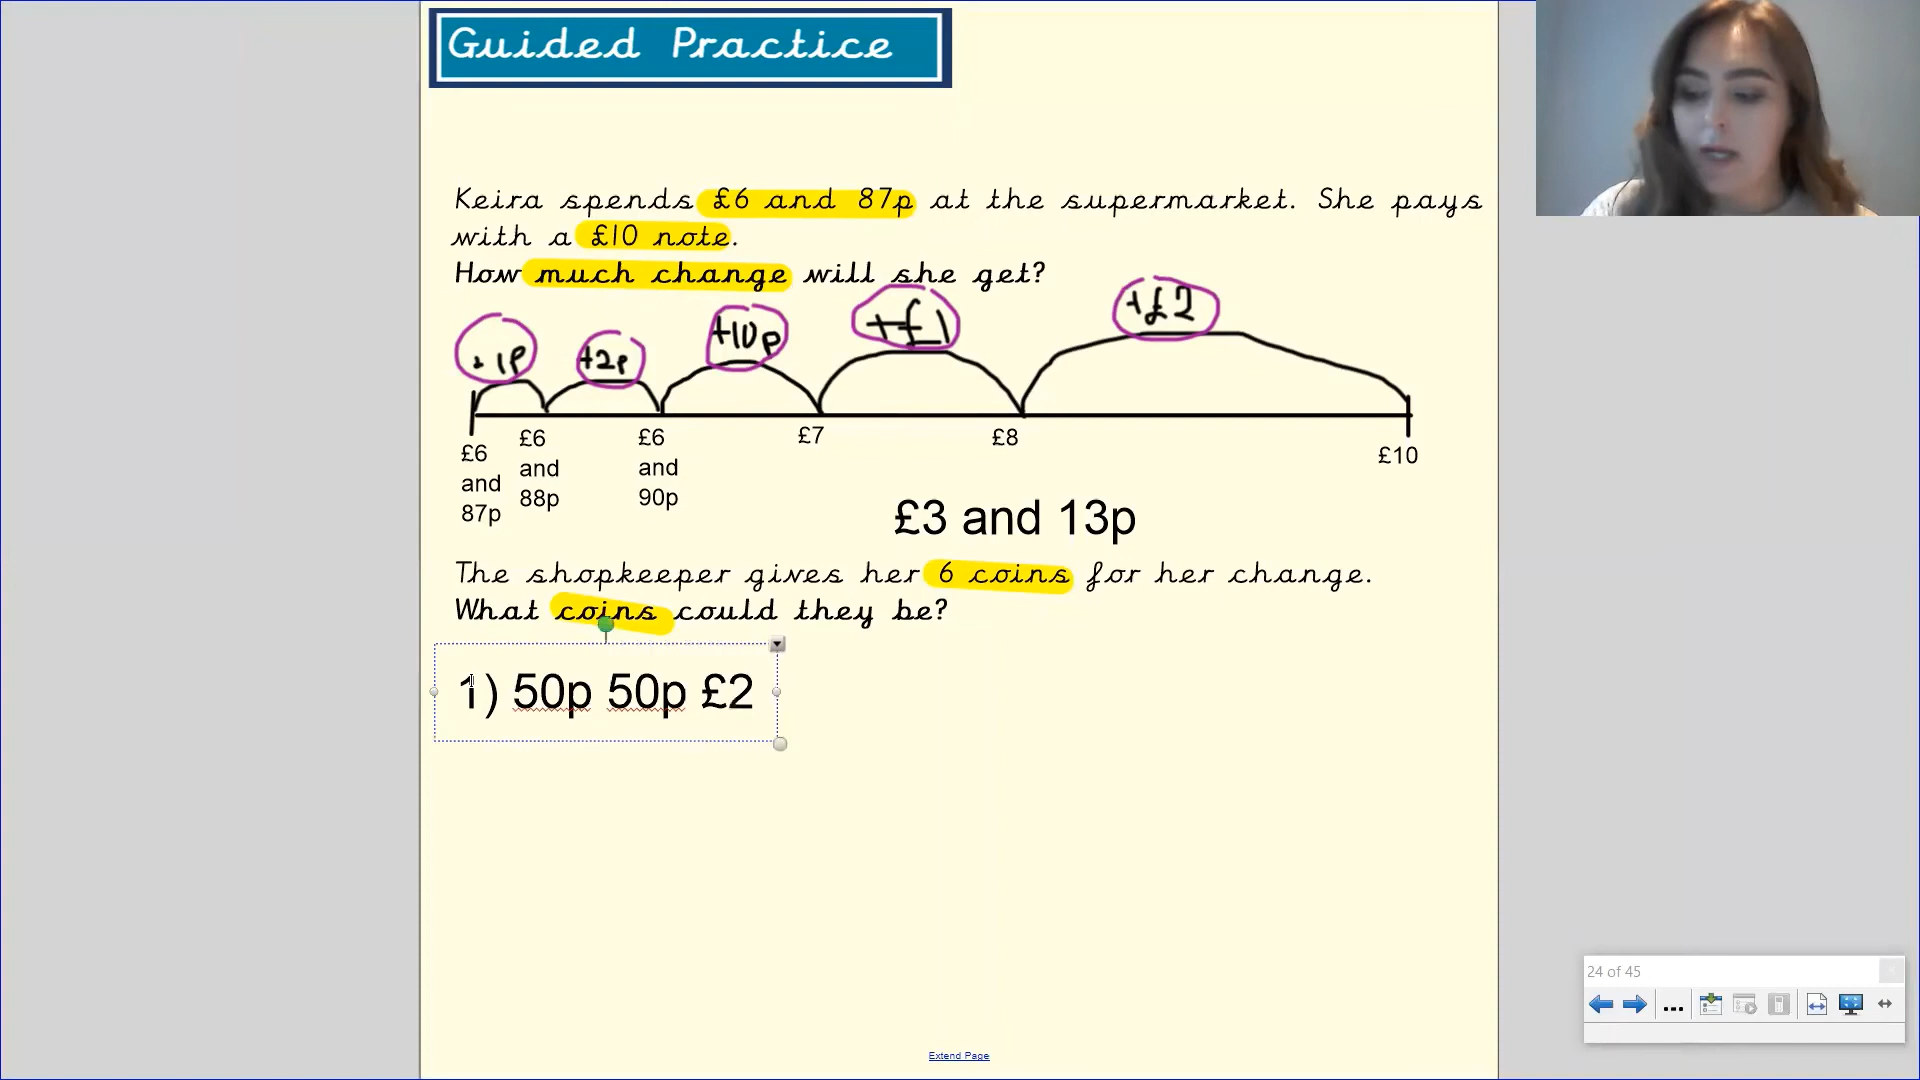 Guided Practice
Keira spends £6 and 87p at the supermarket. She pays
with a £10 note.
How much change will she get?
+1p +2p +10p +£1 +£2
£6 and 87p
£6 and 88p
£6 and 90p
£7
£8
£10
£3 and 13p
The shopkeeper gives her 6 coins for her change.
What coins could they be?
1) 50p 50p £2
Extend Page
24 of 45